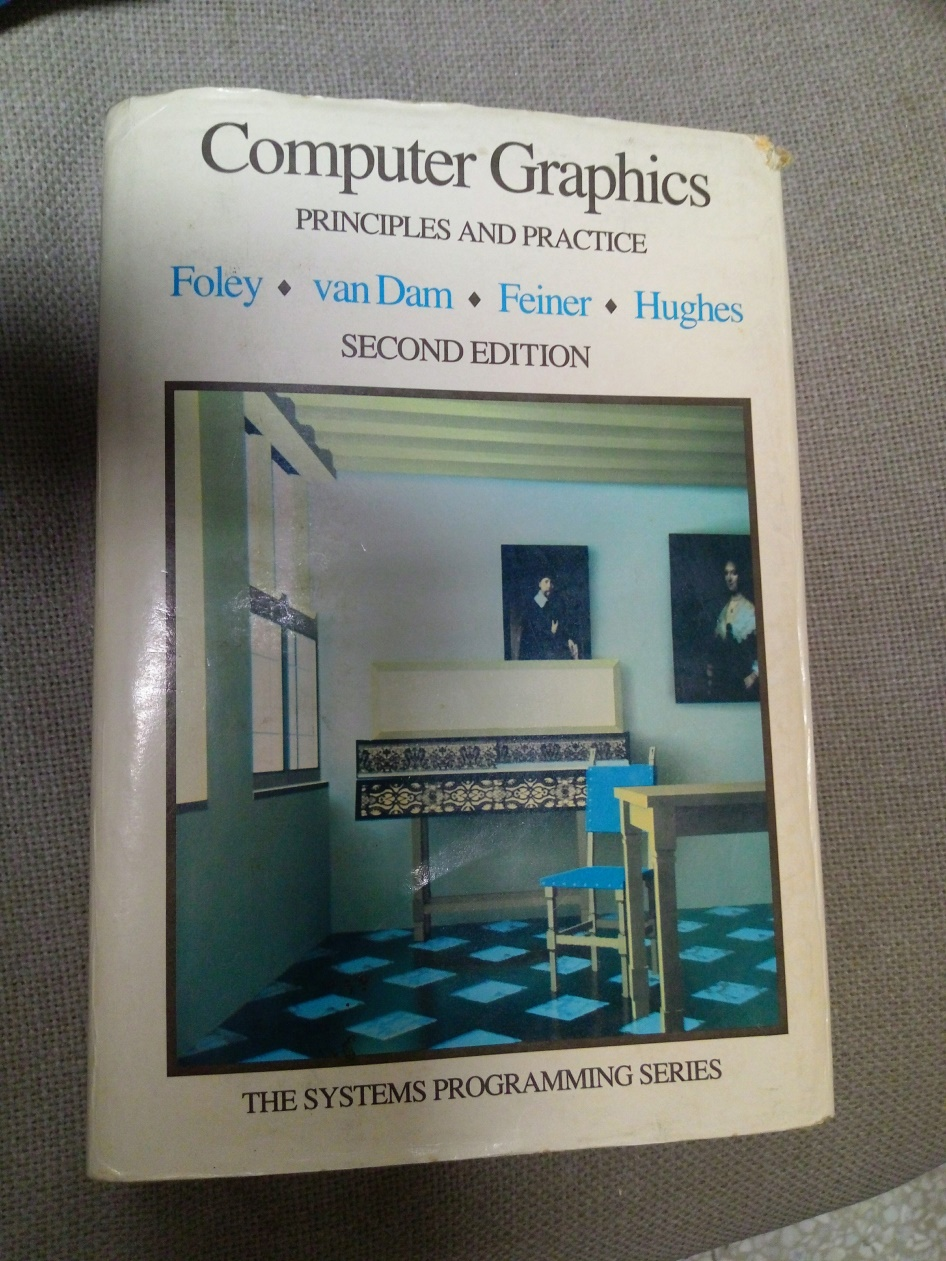 Computer Graphics
PRINCIPLES AND PRACTICE
Foley ♦ van Dam ♦ Feiner ♦ Hughes
SECOND EDITION
THE SYSTEMS PROGRAMMING SERIES